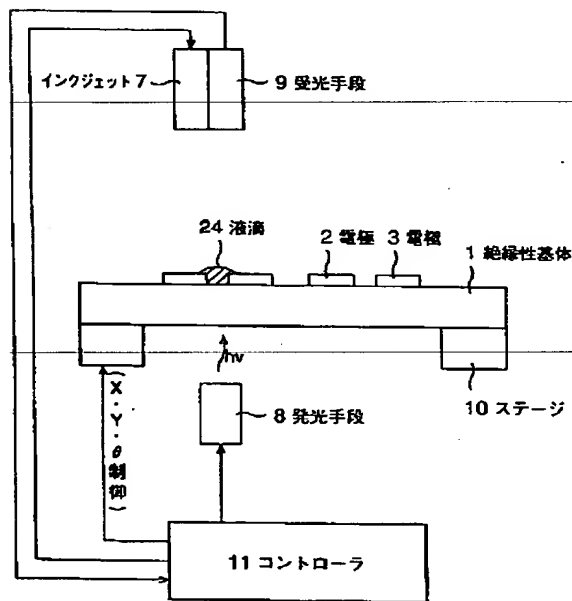 インクジェット 7
9 受光手段
24 液滴
2 電極
3 電極
1 絶縁性基体
hν
10 ステージ
8 発光手段
(X・Y・θ制御)
11 コントローラ